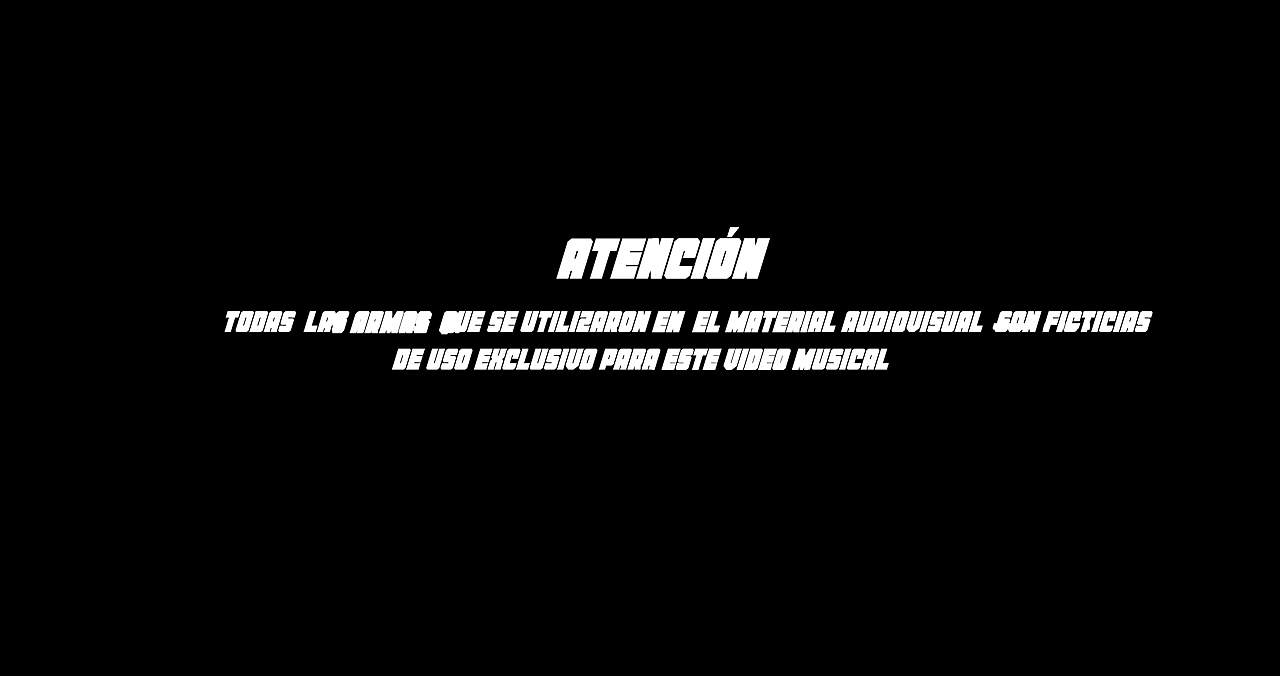 ATENCIÓN
TODAS LAS ARMAS QUE SE UTILIZARON EN EL MATERIAL AUDIOVISUAL SON FICTICIAS
DE USO EXCLUSIVO PARA ESTE VIDEO MUSICAL